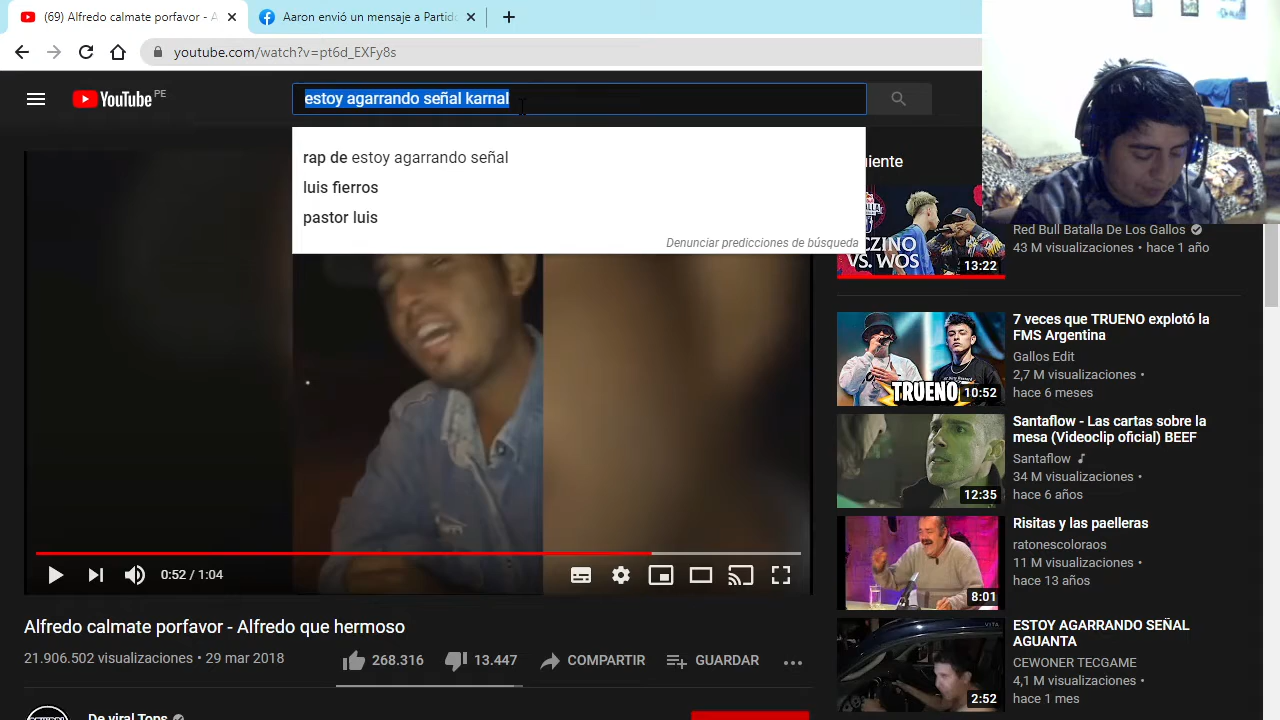 (69) Alfredo calmate porfavor - A
Aaron envió un mensaje a Partido
youtube.com/watch?v=pt6d_EXFy8s
YouTube PE
estoy agarrando señal karnal
rap de estoy agarrando señal
luis fierros
pastor luis
Denunciar predicciones de búsqueda
0:52 / 1:04
Alfredo calmate porfavor - Alfredo que hermoso
21.906.502 visualizaciones • 29 mar 2018
268.316
13.447
COMPARTIR
GUARDAR
De viral Tops
VS. WOS
13:22
Red Bull Batalla De Los Gallos
43 M visualizaciones • hace 1 año
TRUENO
10:52
7 veces que TRUENO explotó la
FMS Argentina
Gallos Edit
2,7 M visualizaciones •
hace 6 meses
12:35
Santaflow - Las cartas sobre la
mesa (Videoclip oficial) BEEF
Santaflow
34 M visualizaciones •
hace 6 años
8:01
Risitas y las paelleras
ratonescoloraos
11 M visualizaciones •
hace 13 años
2:52
ESTOY AGARRANDO SEÑAL
AGUANTA
CEWONER TECGAME
4,1 M visualizaciones •
hace 1 mes